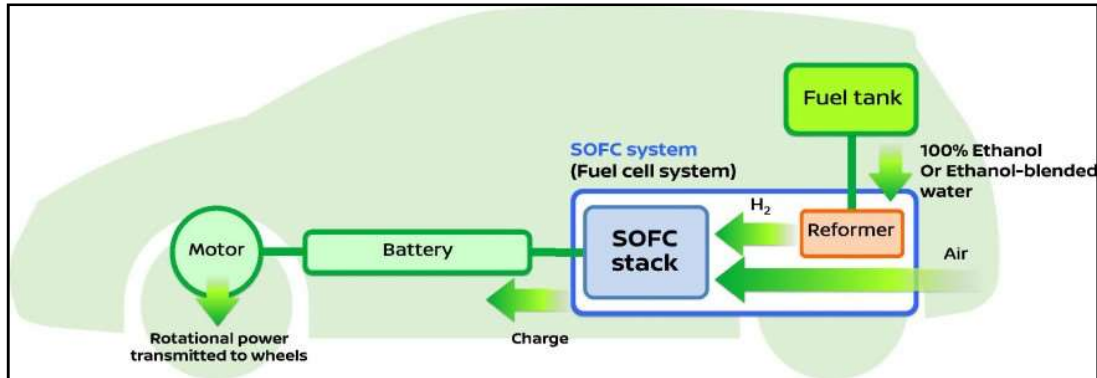 Fuel tank
SOFC system
(Fuel cell system)
100% Ethanol
Or Ethanol-blended
water
H2
Reformer
Motor
Battery
SOFC
stack
Air
Rotational power
transmitted to wheels
Charge